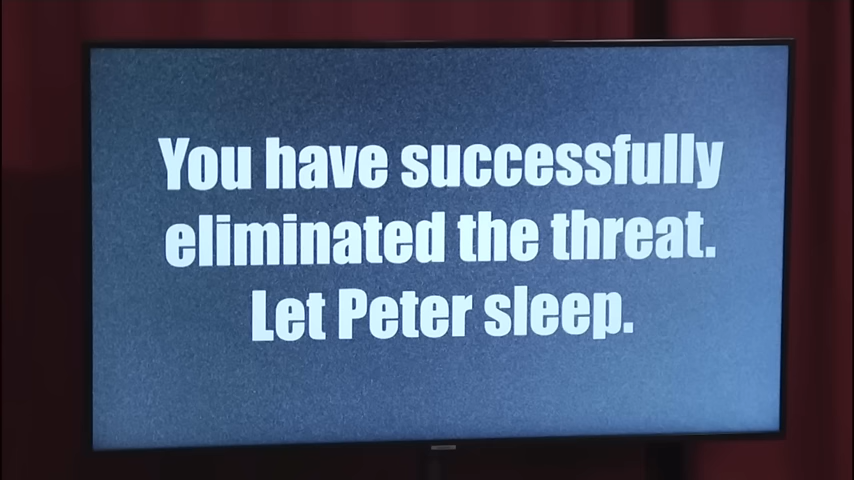 You have successfully
eliminated the threat.
Let Peter sleep.